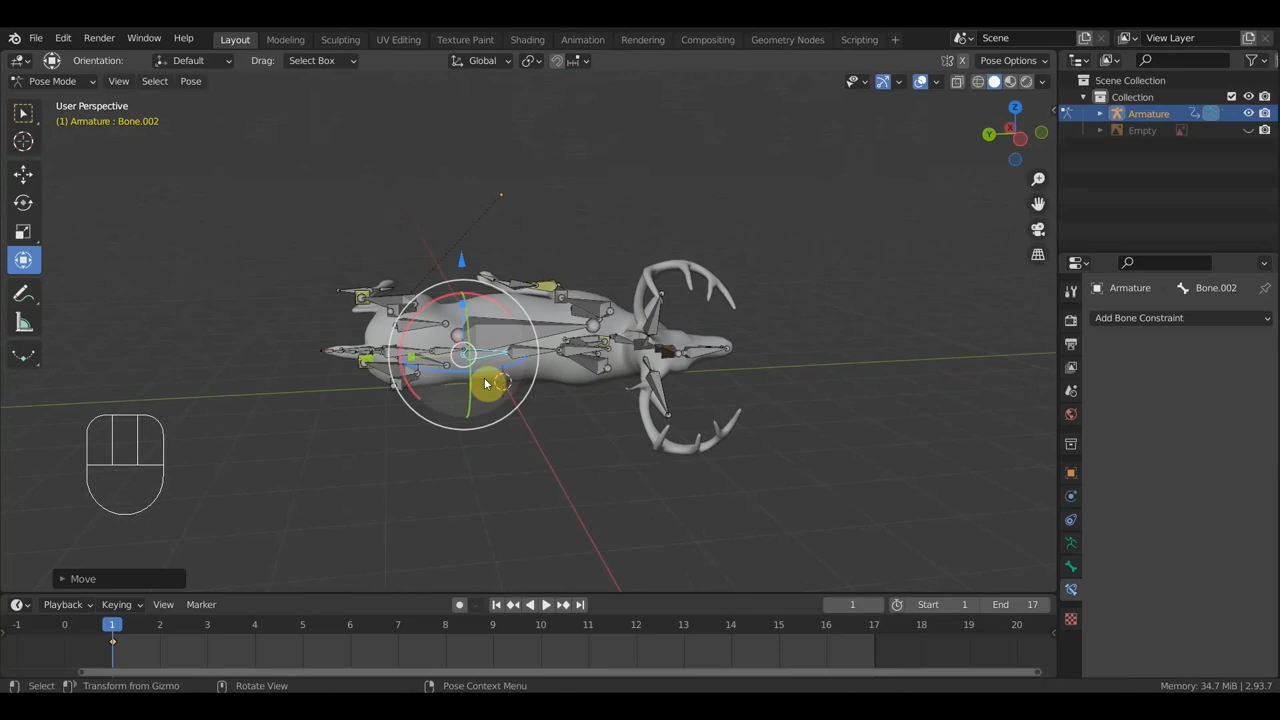 File Edit Render Window Help Layout Modeling Sculpting UV Editing Texture Paint Shading Animation Rendering Compositing Geometry Nodes Scripting + Scene View Layer
Orientation: Default Drag: Select Box Global X Pose Options
Pose Mode View Select Pose
User Perspective
(1) Armature : Bone.002
Scene Collection
Collection
Armature
Empty
Z
Y
X
Armature Bone.002
Add Bone Constraint
Move
Playback Keying View Marker 1 Start 1 End 17
-1 0 1 2 3 4 5 6 7 8 9 10 11 12 13 14 15 16 17 18 19 20
Select Transform from Gizmo Rotate View Pose Context Menu Memory: 34.7 MiB | 2.93.7